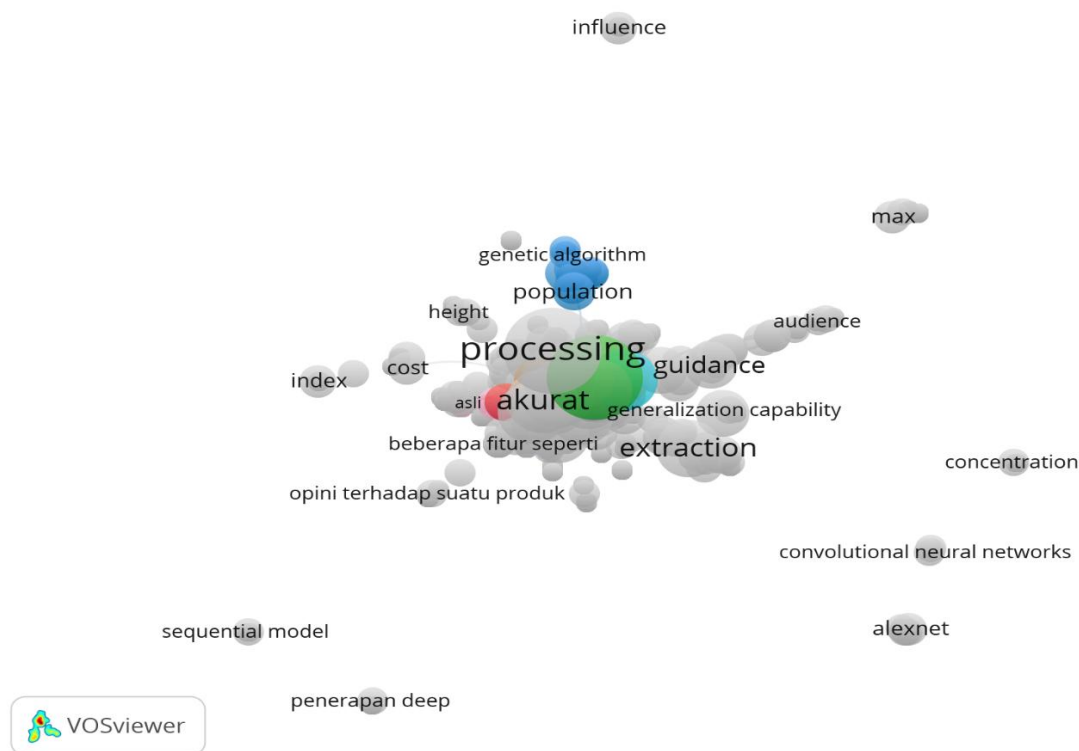 influence
max
genetic algorithm
population
height
audience
processing
cost
guidance
index
asli
akurat
generalization capability
beberapa fitur seperti
extraction
concentration
opini terhadap suatu produk
convolutional neural networks
sequential model
alexnet
penerapan deep
VOSviewer